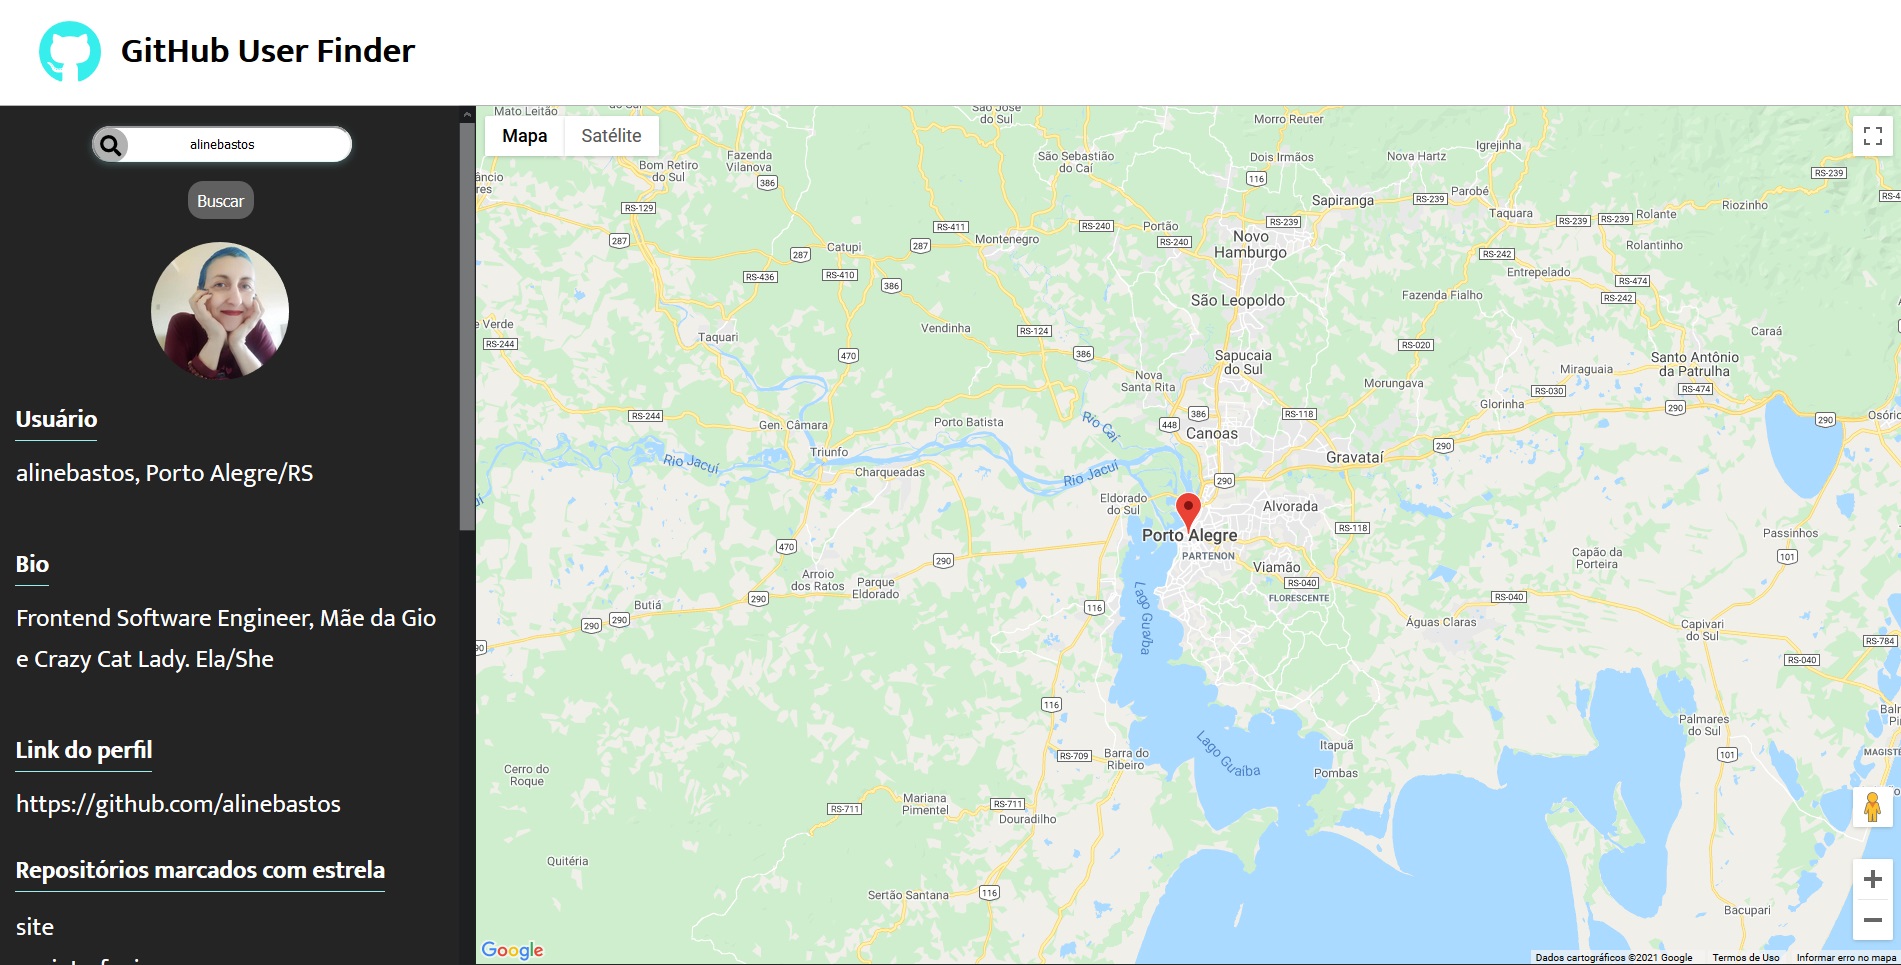 GitHub User Finder
alinebastos
Buscar
Usuário
alinebastos, Porto Alegre/RS
Bio
Frontend Software Engineer, Mãe da Gio
e Crazy Cat Lady. Ela/She
Link do perfil
https://github.com/alinebastos
Repositórios marcados com estrela
site
Mapa
Satélite
Mato Leitão
São José
do Sul
Morro Reuter
Igrejinha
Fazenda
Vilanova
386
Bom Retiro
do Sul
São Sebastião
do Caí
Dois Irmãos
Nova Hartz
116
RS-239
Parobé
Sapiranga
RS-239
Riozinho
RS-129
Taquara
RS-239
RS-239
Rolante
RS-239
RS-411
RS-240
Portão
RS-240
287
Catupi
287
Montenegro
Novo
Hamburgo
Rolantinho
287
RS-242
RS-436
RS-410
386
Entrepelado
RS-474
RS-242
São Leopoldo
Fazenda Fialho
RS-244
Taquari
Vendinha
RS-124
Caraá
470
386
Sapucaia
do Sul
RS-020
Santo Antônio
da Patrulha
Nova
Santa Rita
Morungava
Miraguaia
RS-030
RS-474
Glorinha
290
290
RS-244
Gen. Câmara
Porto Batista
Rio Caí
386
448
RS-118
Canoas
290
Triunfo
Rio Jacuí
Charqueadas
Rio Jacuí
Gravataí
290
Eldorado
do Sul
Alvorada
RS-118
Porto Alegre
PARTENON
Passinhos
101
470
290
Capão da
Porteira
Viamão
RS-040
FLORESCENTE
Arroio
dos Ratos
Parque
Eldorado
290
Butiá
290
290
116
Lago Guaíba
RS-040
Águas Claras
Capivari
do Sul
RS-784
RS-040
116
Palmares
do Sul
101
Lago Guaíba
Itapuã
Pombas
RS-709
Barra do
Ribeiro
Cerro do
Roque
RS-711
Mariana
Pimentel
RS-711
Douradilho
Quitéria
Sertão Santana
116
Bacupari
Google
Dados cartográficos ©2021 Google
Termos de Uso
Informar erro no mapa